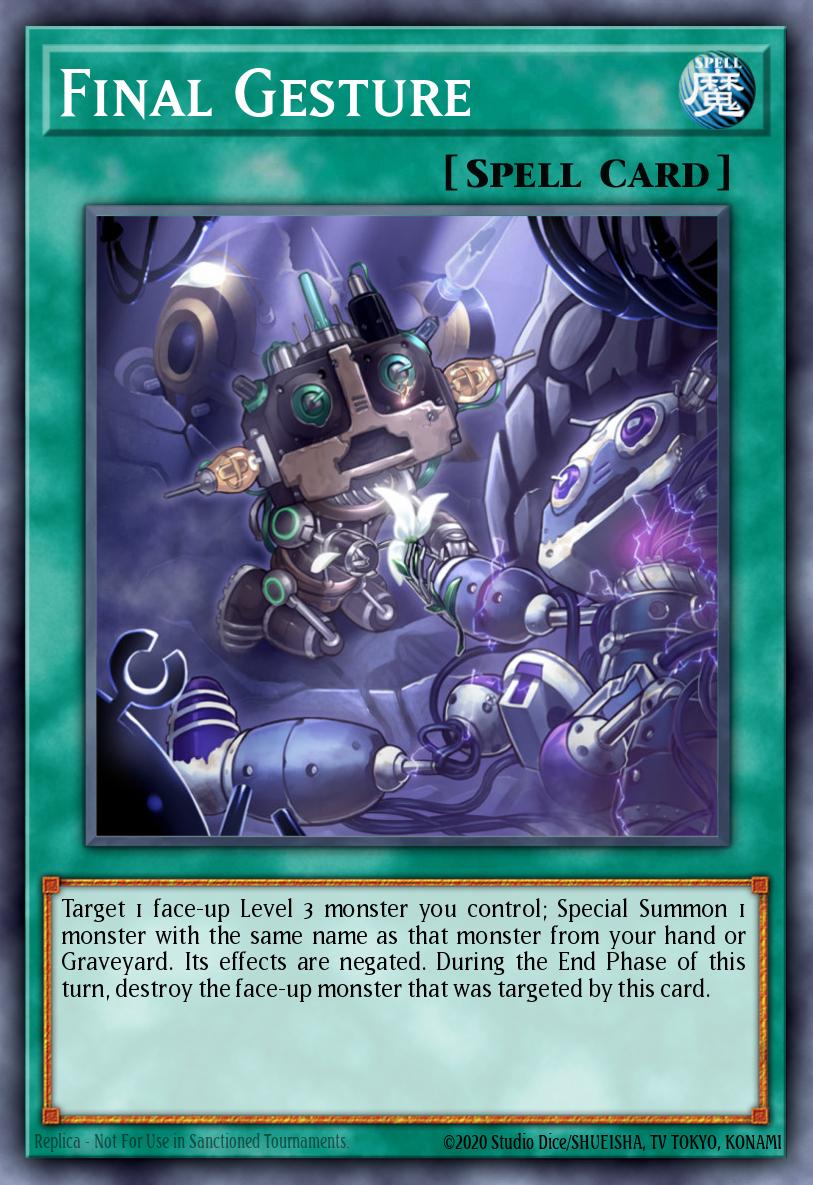 Final Gesture
SPELL
魔
[ Spell Card ]
Target 1 face-up Level 3 monster you control; Special Summon 1
monster with the same name as that monster from your hand or
Graveyard. Its effects are negated. During the End Phase of this
turn, destroy the face-up monster that was targeted by this card.
Replica - Not For Use in Sanctioned Tournaments.
©2020 Studio Dice/SHUEISHA, TV TOKYO, KONAMI